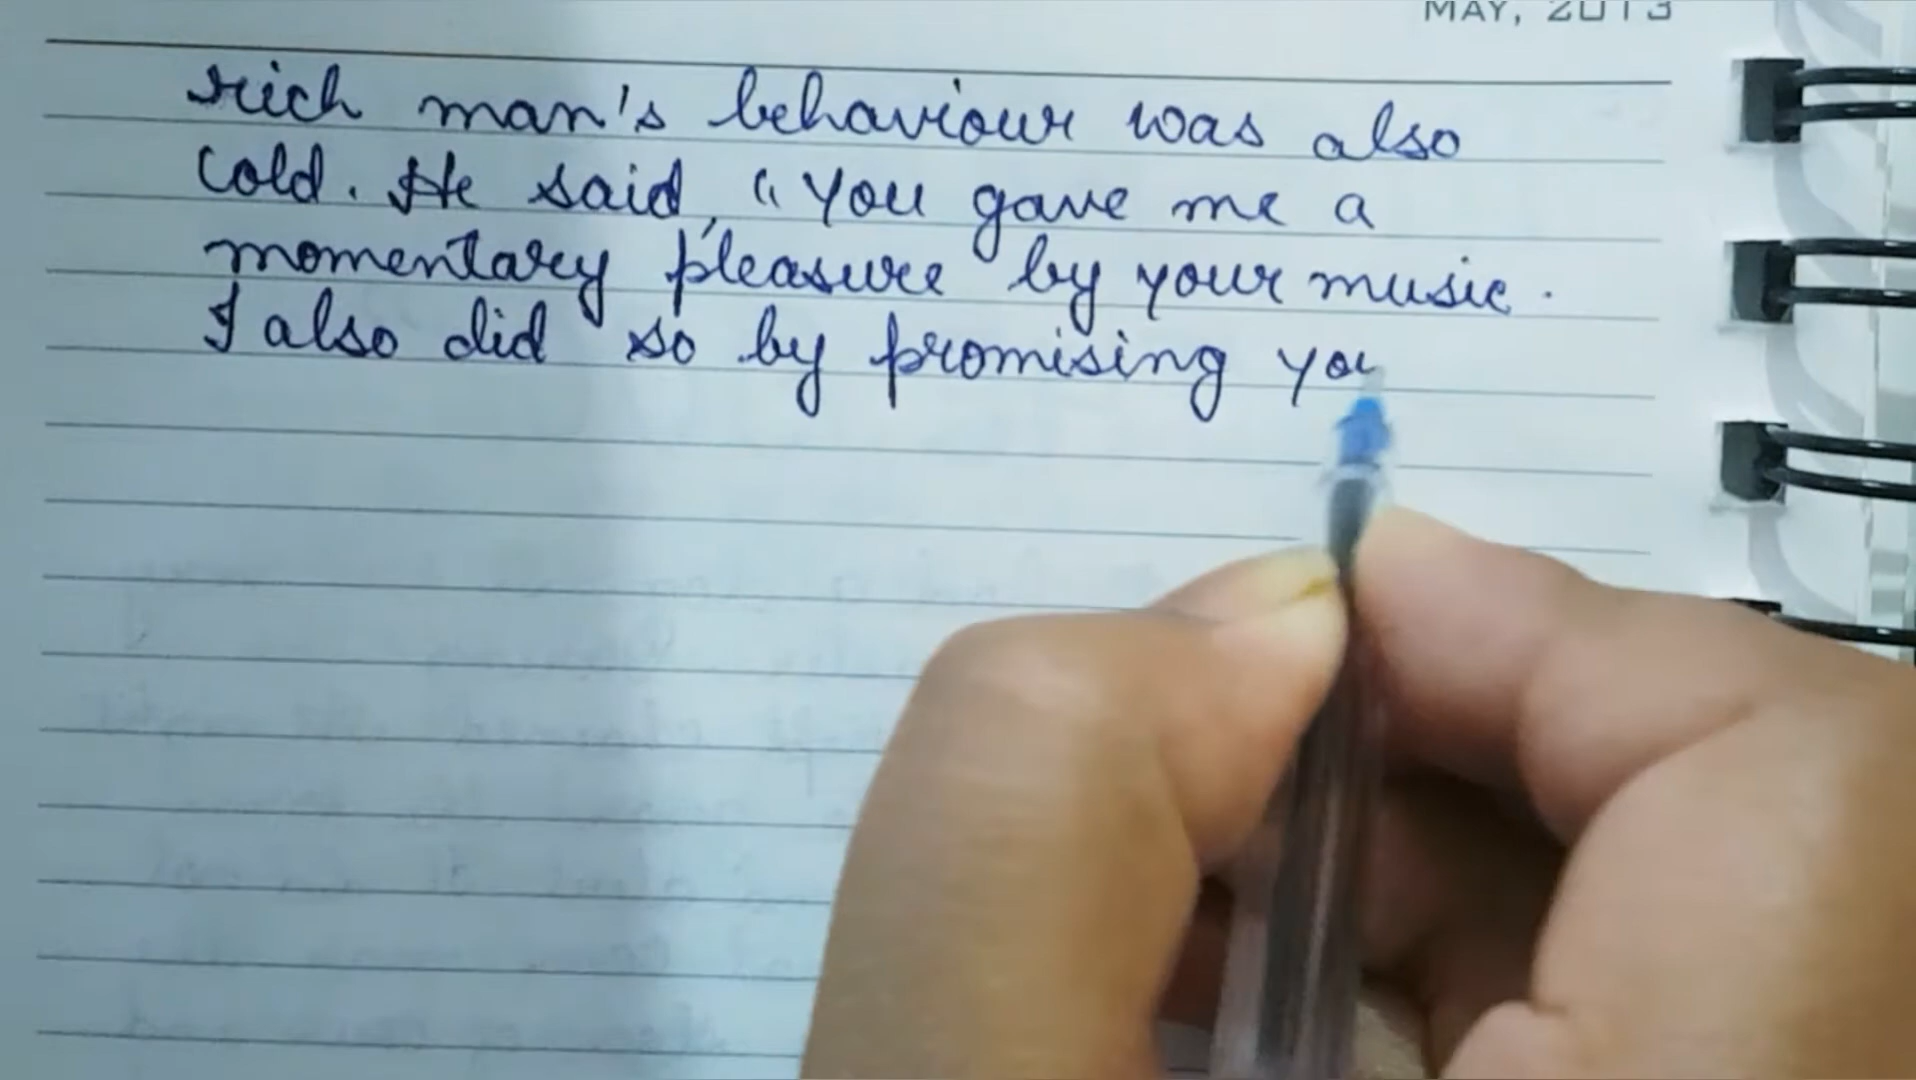 MAY, 2013
rich man's behaviour was also
cold. He said, "You gave me a
momentary pleasure by your music.
I also did so by promising you